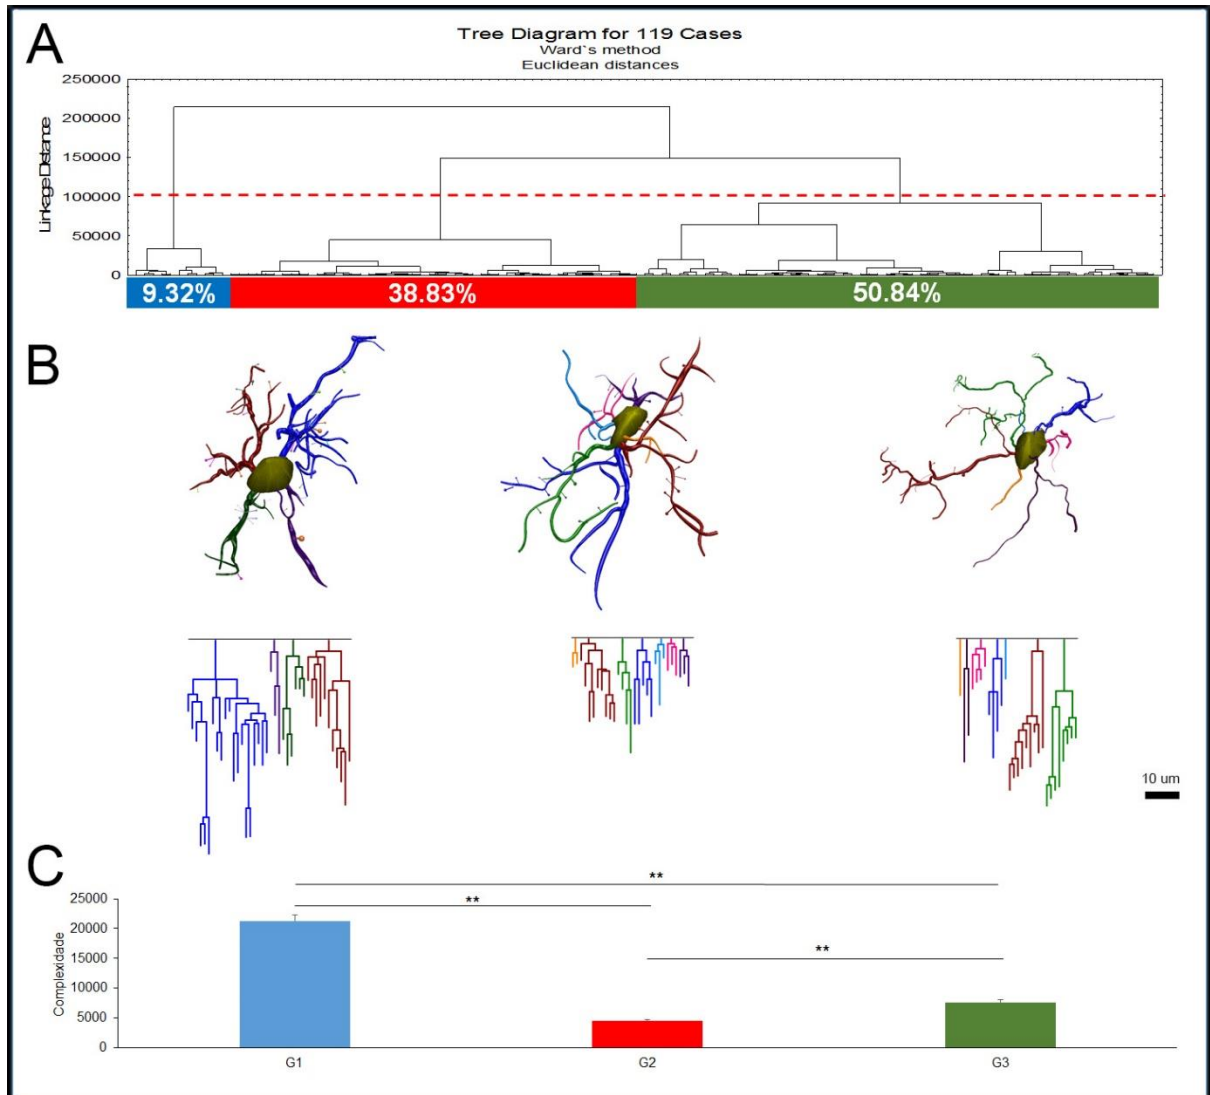 A
Tree Diagram for 119 Cases
Ward`s method
Euclidean distances
Linkage Distance
250000
200000
150000
100000
50000
0
9.32% 38.83% 50.84%
B
10 um
C
Complexidade
25000
20000
15000
10000
5000
0
**
**
**
G1 G2 G3